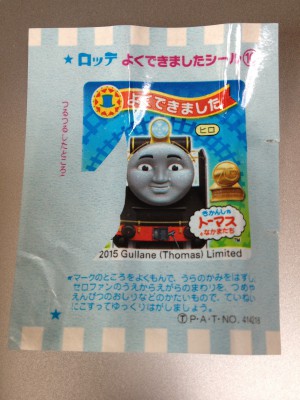 ★ ロッテ よくできましたシール
よくできました
ヒロ
きかんしゃ
トーマス
なかまたち
2015 Gullane (Thomas) Limited
★マークのところをよくもんで、うらのかみをはずし
セロファンのうえからえがらのまわりを、つめや
えんぴつのおしりなどのかたいもので、ていねい
にこすってゆっくりはがしましょう。
Ⓣ P・A・T・NO. 414219